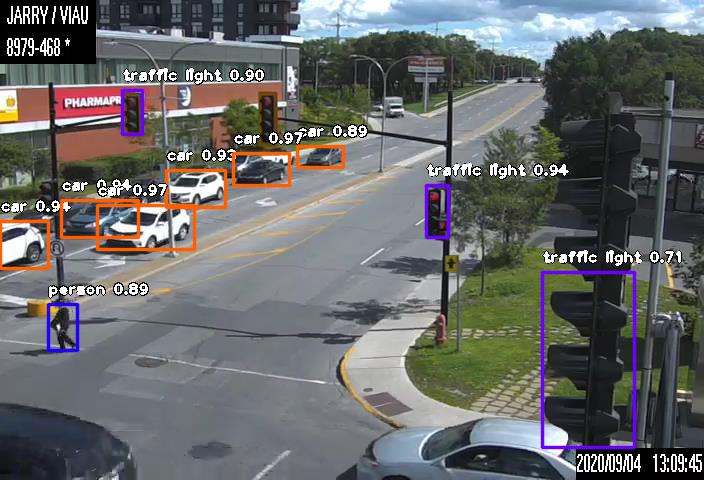 JARRY / VIAU
8979-468 *
traffic light 0.90
PHARMAPR
car 0.97
car 0.89
car 0.93
traffic light 0.94
car 0.94
car 0.97
car 0.94
traffic light 0.71
person 0.89
2020/09/04 13:09:45